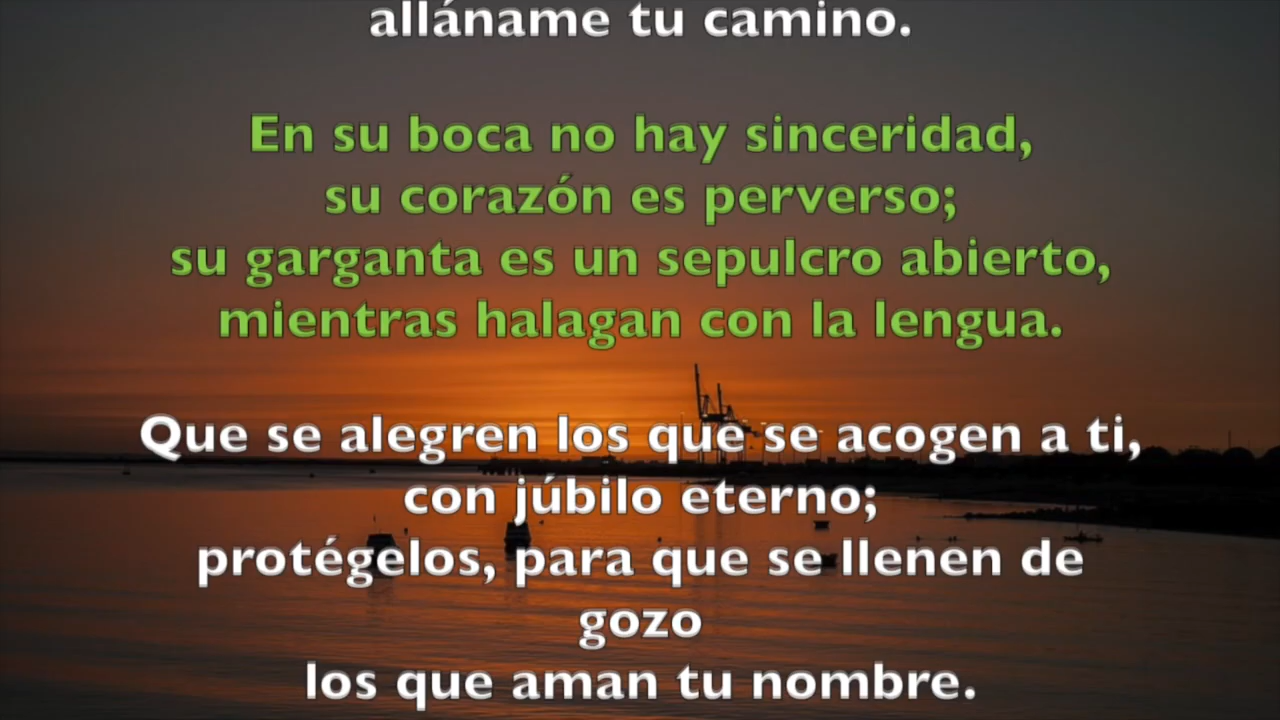 alláname tu camino.
En su boca no hay sinceridad,
su corazón es perverso;
su garganta es un sepulcro abierto,
mientras halagan con la lengua.
Que se alegren los que se acogen a ti,
con júbilo eterno;
protégelos, para que se llenen de
gozo
los que aman tu nombre.